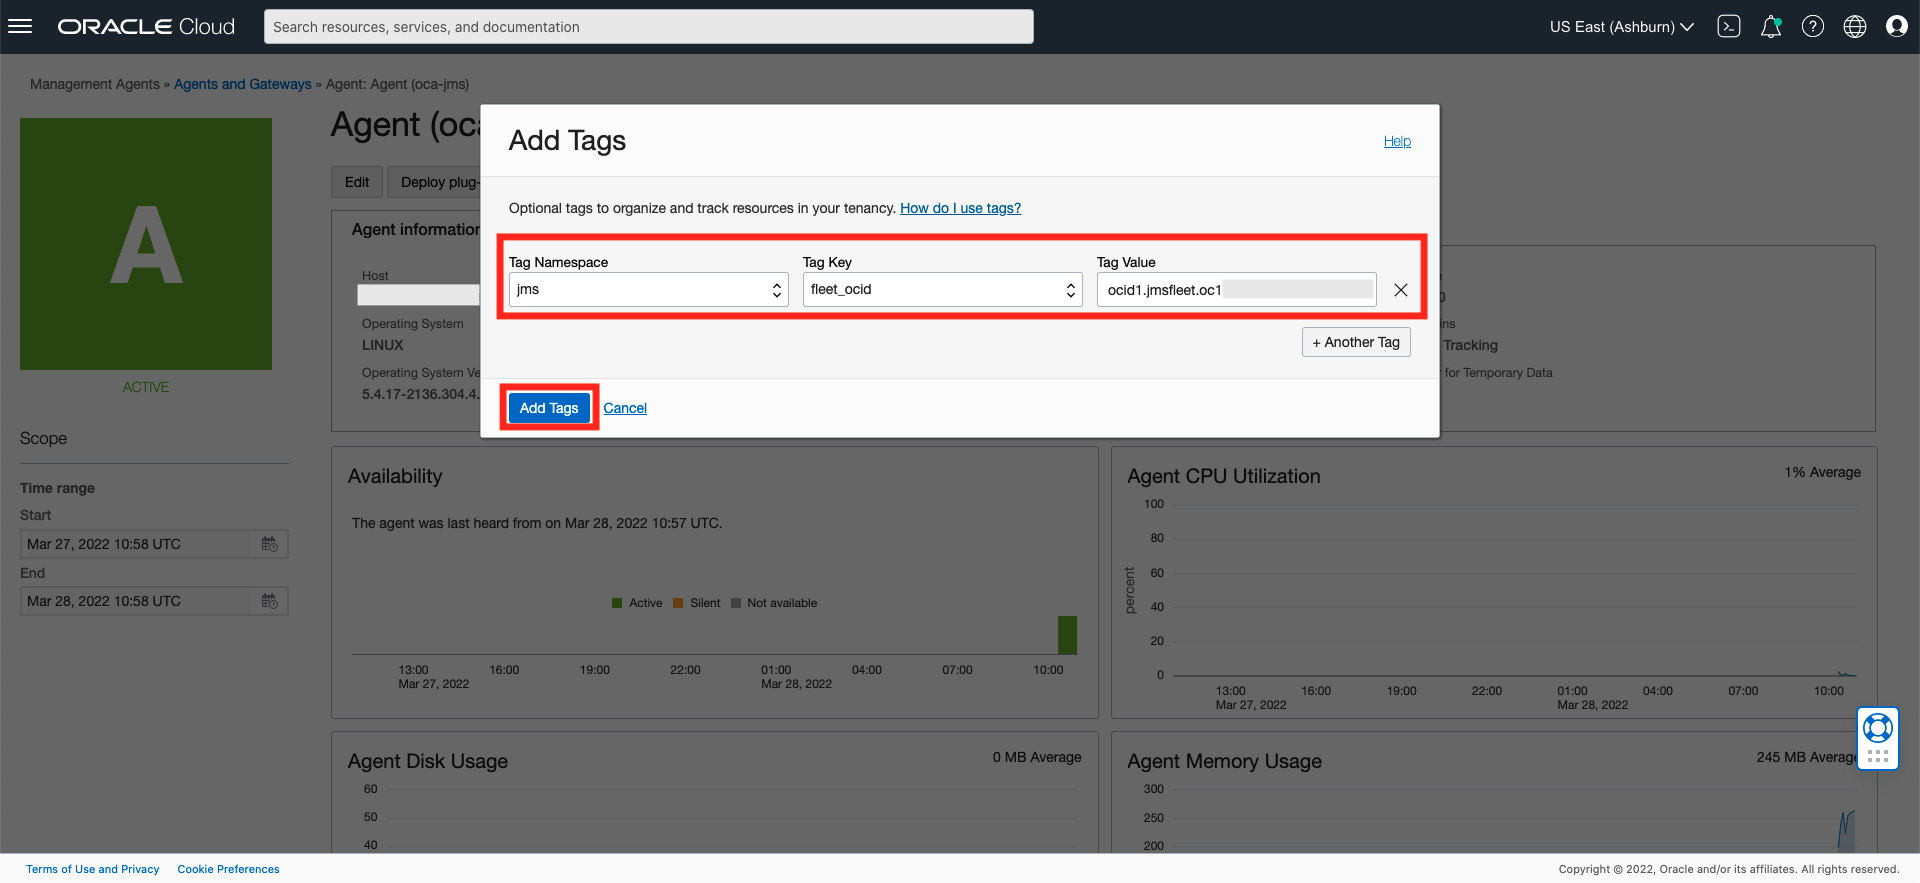 ORACLE Cloud
Search resources, services, and documentation
US East (Ashburn)
Management Agents » Agents and Gateways » Agent: Agent (oca-jms)
A
ACTIVE
Scope
Time range
Start
Mar 27, 2022 10:58 UTC
End
Mar 28, 2022 10:58 UTC
Agent (oca
Edit
Deploy plug-
Agent information
Host
Operating System
LINUX
Operating System Ve
5.4.17-2136.304.4.
Add Tags
Help
Optional tags to organize and track resources in your tenancy. How do I use tags?
Tag Namespace
jms
Tag Key
fleet_ocid
Tag Value
ocid1.jmsfleet.oc1
+ Another Tag
Add Tags
Cancel
Tracking
for Temporary Data
Availability
The agent was last heard from on Mar 28, 2022 10:57 UTC.
Active Silent Not available
13:00 16:00 19:00 22:00 01:00 04:00 07:00 10:00
Mar 27, 2022 Mar 28, 2022
Agent CPU Utilization
1% Average
percent
100
80
60
40
20
0
13:00 16:00 19:00 22:00 01:00 04:00 07:00 10:00
Mar 27, 2022 Mar 28, 2022
Agent Disk Usage
0 MB Average
60
50
40
Agent Memory Usage
245 MB Average
300
250
200
Terms of Use and Privacy Cookie Preferences
Copyright © 2022, Oracle and/or its affiliates. All rights reserved.